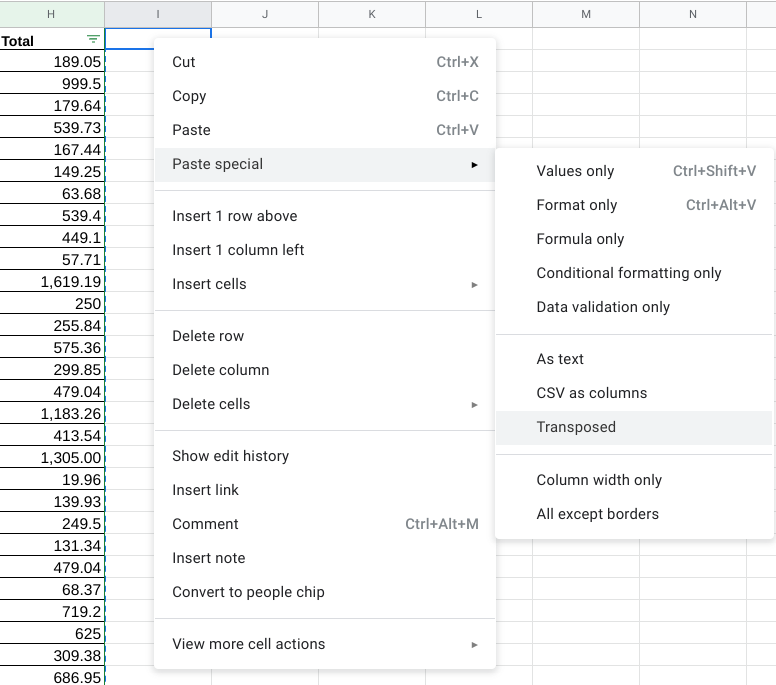 H I J K L M N
Total
189.05
999.5
179.64
539.73
167.44
149.25
63.68
539.4
449.1
57.71
1,619.19
250
255.84
575.36
299.85
479.04
1,183.26
413.54
1,305.00
19.96
139.93
249.5
131.34
479.04
68.37
719.2
625
309.38
686.95
Cut Ctrl+X
Copy Ctrl+C
Paste Ctrl+V
Paste special ►
Insert 1 row above
Insert 1 column left
Insert cells ►
Delete row
Delete column
Delete cells ►
Show edit history
Insert link
Comment Ctrl+Alt+M
Insert note
Convert to people chip
View more cell actions ►
Values only Ctrl+Shift+V
Format only Ctrl+Alt+V
Formula only
Conditional formatting only
Data validation only
As text
CSV as columns
Transposed
Column width only
All except borders